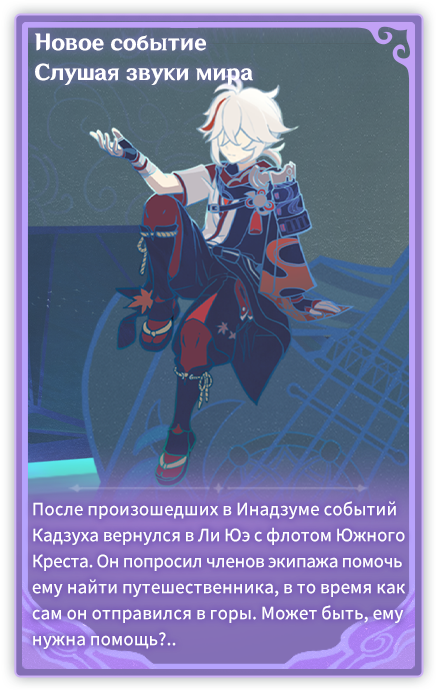 Новое событие
Слушая звуки мира
После произошедших в Инадзуме событий
Кадзуха вернулся в Ли Юэ с флотом Южного
Креста. Он попросил членов экипажа помочь
ему найти путешественника, в то время как
сам он отправился в горы. Может быть, ему
нужна помощь?..